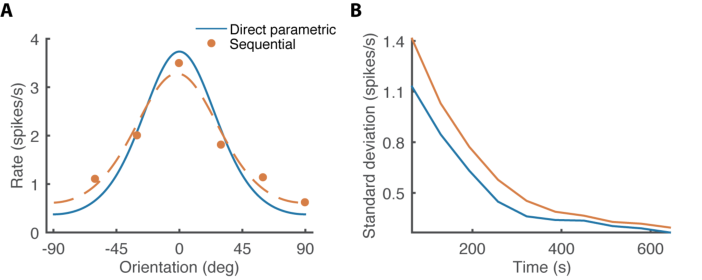 A
Direct parametric
Sequential
4
3
2
1
0
Rate (spikes/s)
-90 -45 0 45 90
Orientation (deg)
B
1.4
1.1
0.8
0.5
Standard deviation (spikes/s)
200 400 600
Time (s)